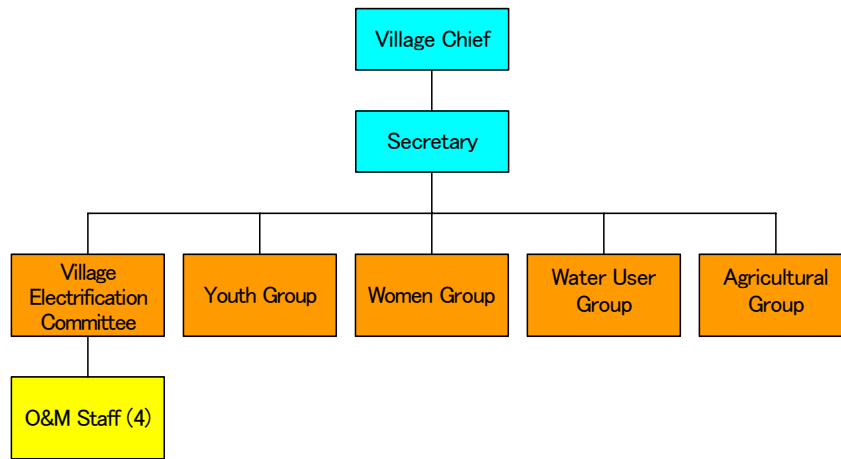 Village Chief
Secretary
Village
Electrification
Committee
Youth Group
Women Group
Water User
Group
Agricultural
Group
O&M Staff (4)